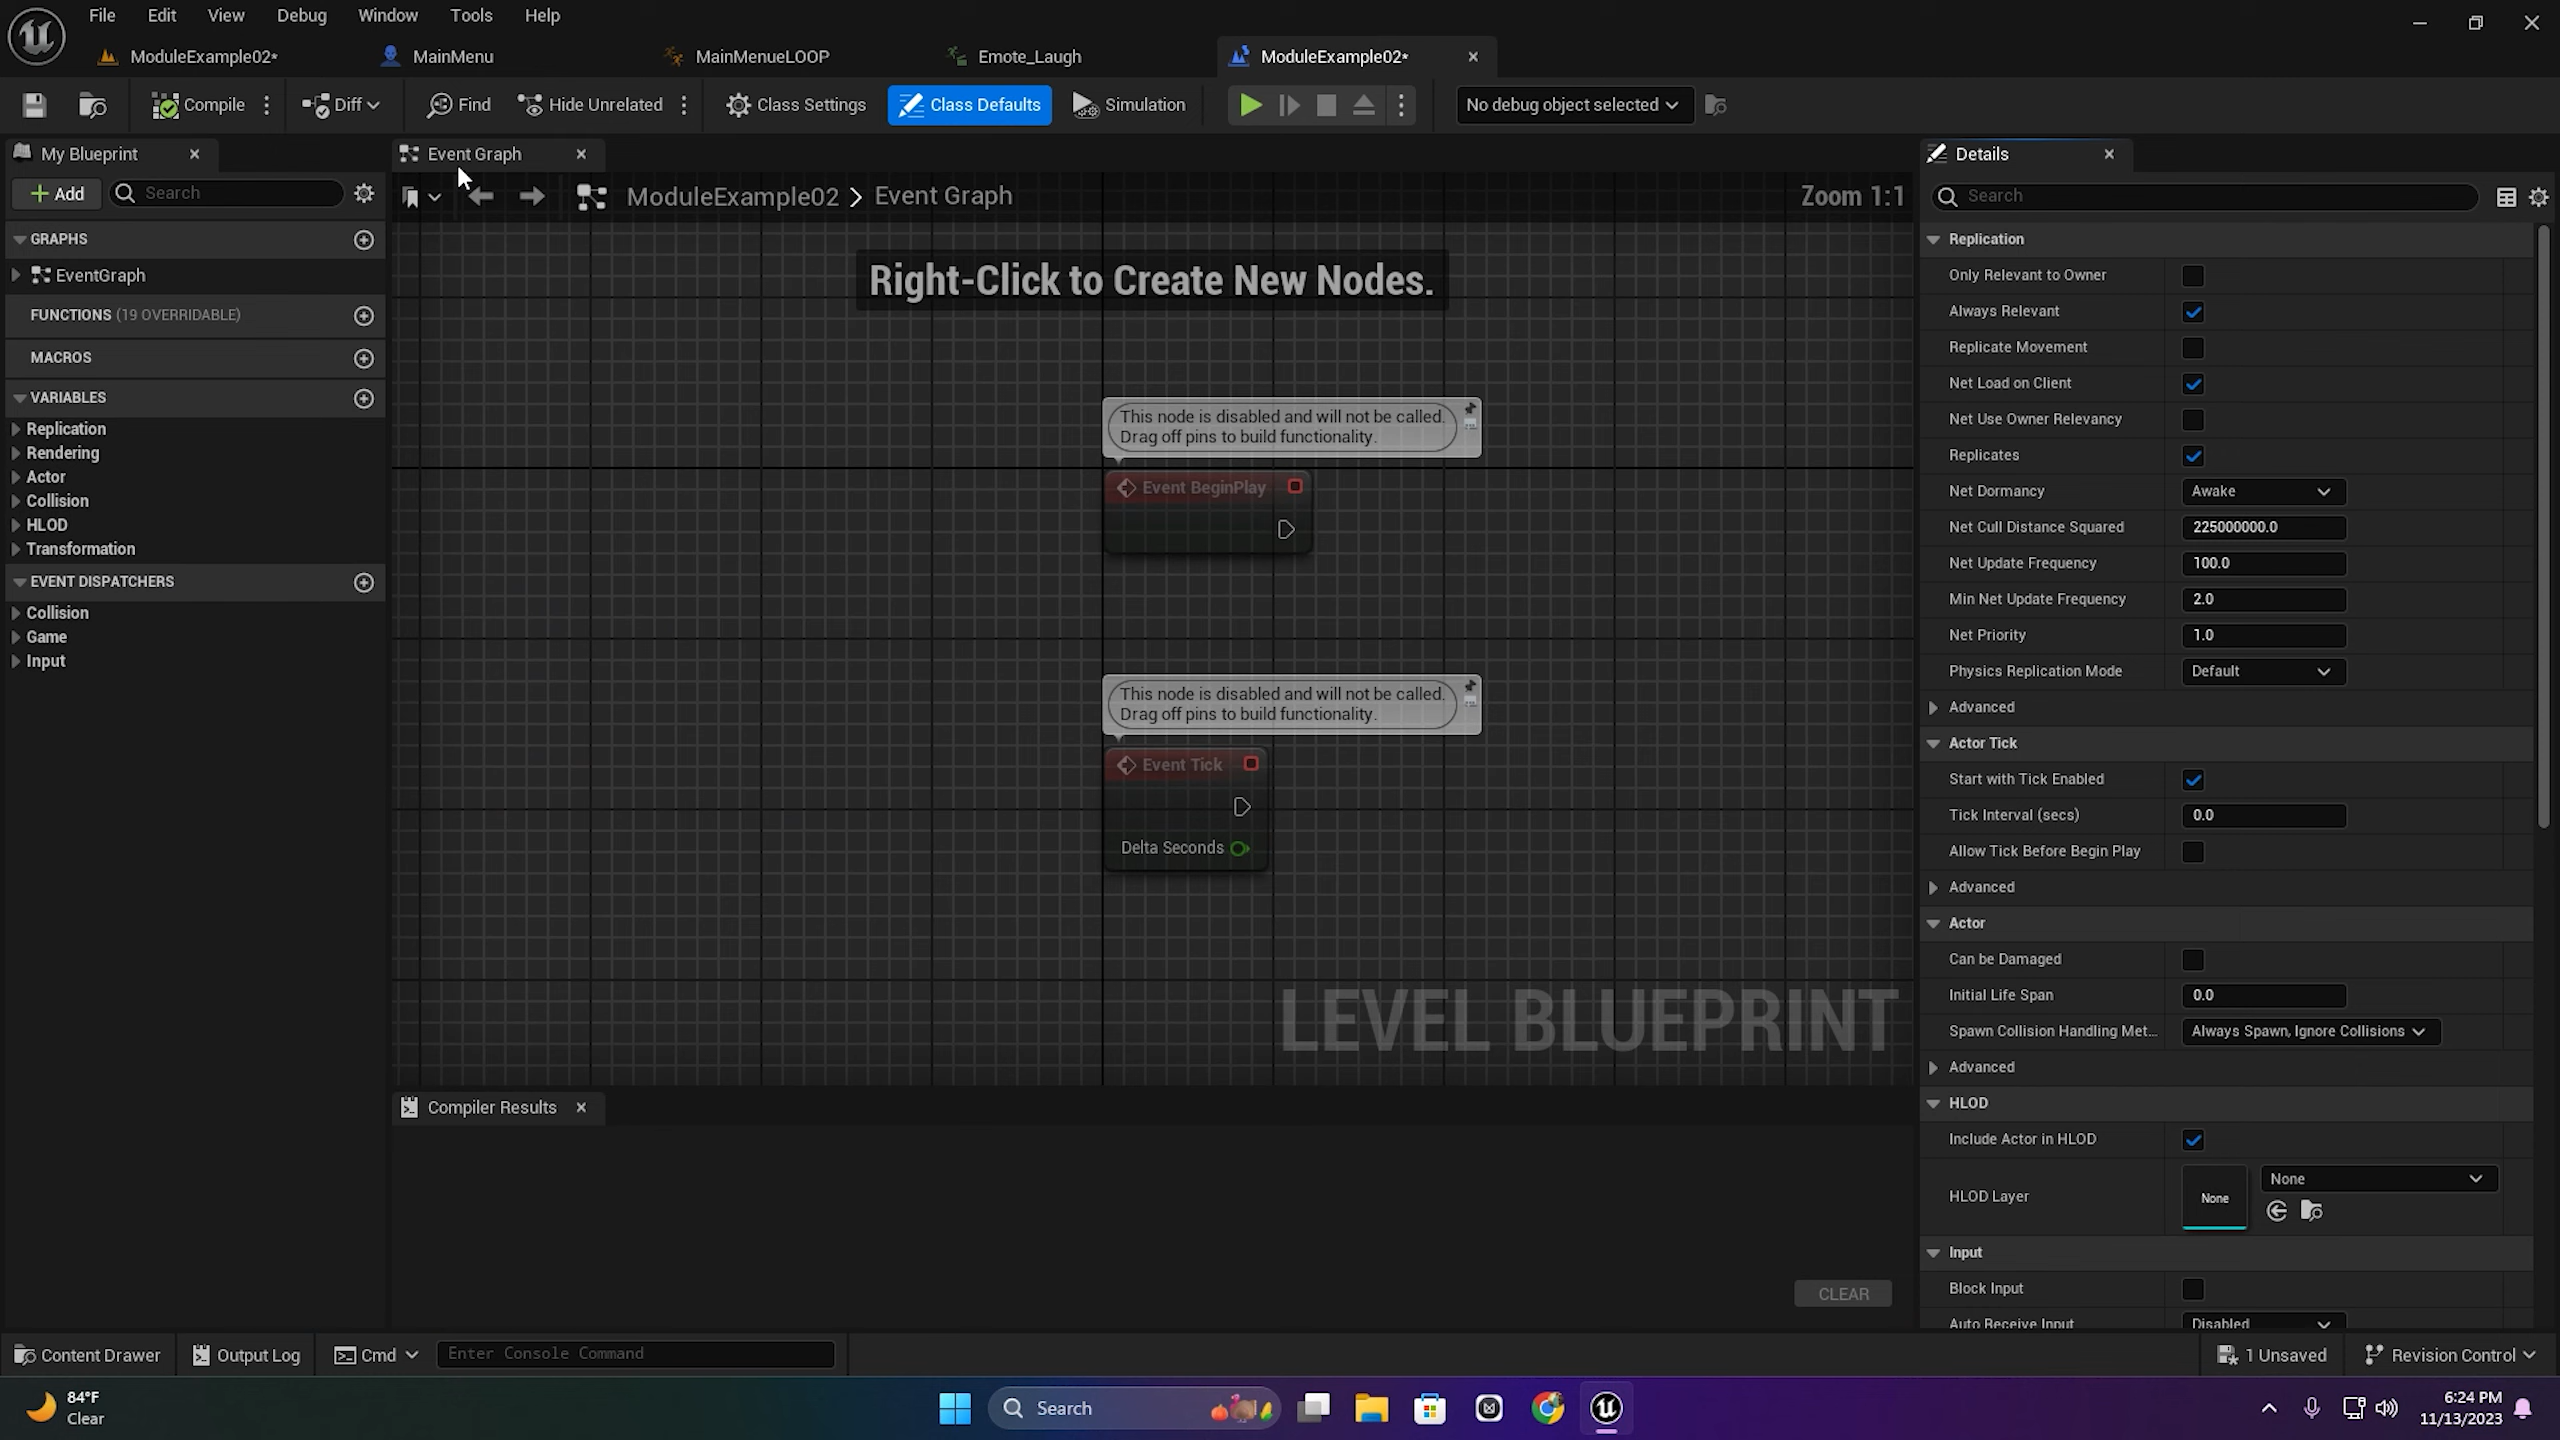 File Edit View Debug Window Tools Help
ModuleExample02* MainMenu MainMenueLOOP Emote_Laugh ModuleExample02*
Compile Diff Find Hide Unrelated Class Settings Class Defaults Simulation No debug object selected
My Blueprint
Event Graph
Details
Add Search
ModuleExample02 > Event Graph
Zoom 1:1
Search
GRAPHS
EventGraph
FUNCTIONS (19 OVERRIDABLE)
MACROS
VARIABLES
Replication
Rendering
Actor
Collision
HLOD
Transformation
EVENT DISPATCHERS
Collision
Game
Input
Right-Click to Create New Nodes.
This node is disabled and will not be called.
Drag off pins to build functionality.
Event BeginPlay
This node is disabled and will not be called.
Drag off pins to build functionality.
Event Tick
Delta Seconds
LEVEL BLUEPRINT
Compiler Results
CLEAR
Replication
Only Relevant to Owner
Always Relevant
Replicate Movement
Net Load on Client
Net Use Owner Relevancy
Replicates
Net Dormancy Awake
Net Cull Distance Squared 225000000.0
Net Update Frequency 100.0
Min Net Update Frequency 2.0
Net Priority 1.0
Physics Replication Mode Default
Advanced
Actor Tick
Start with Tick Enabled
Tick Interval (secs) 0.0
Allow Tick Before Begin Play
Advanced
Actor
Can be Damaged
Initial Life Span 0.0
Spawn Collision Handling Met... Always Spawn, Ignore Collisions
Advanced
HLOD
Include Actor in HLOD
HLOD Layer None None
Input
Block Input
Auto Receive Input Disabled
Content Drawer Output Log Cmd Enter Console Command 1 Unsaved Revision Control
84°F
Clear
Search
6:24 PM
11/13/2023